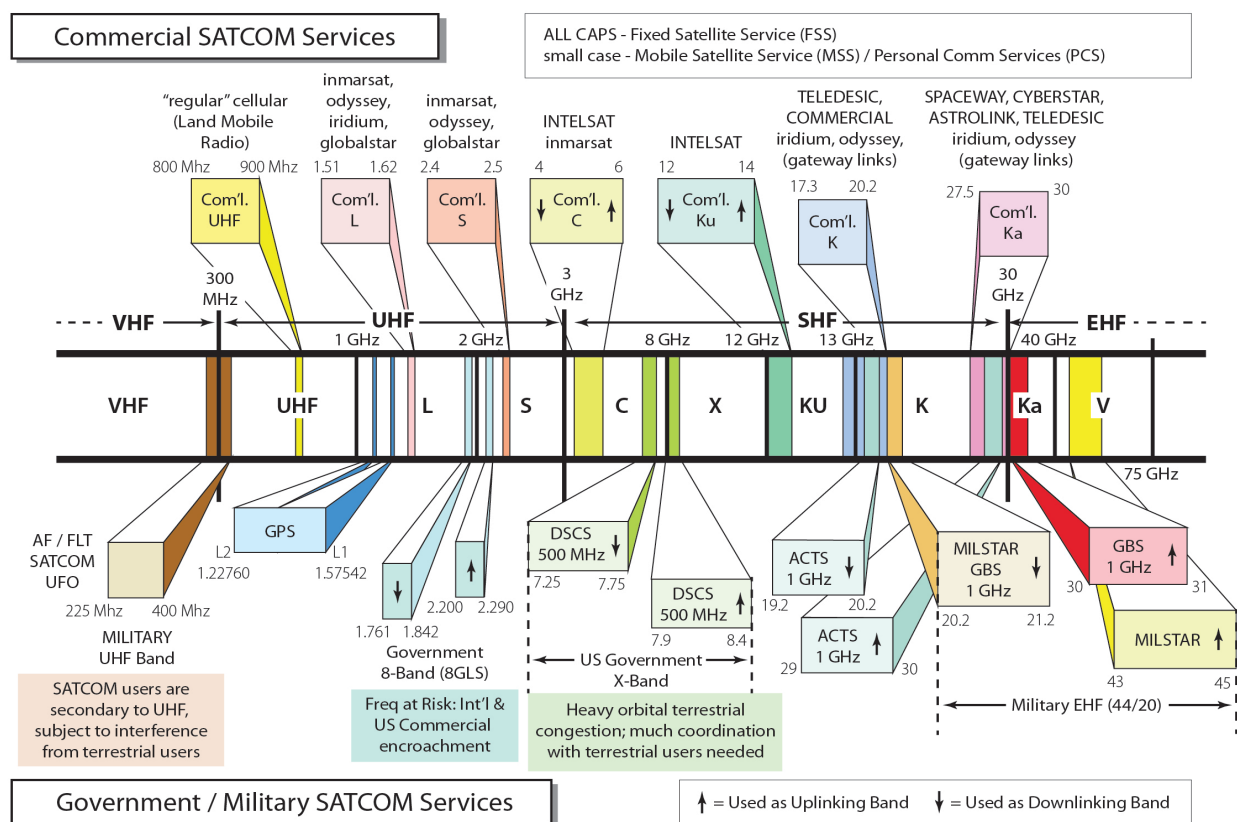 Commercial SATCOM Services
ALL CAPS - Fixed Satellite Service (FSS)
small case - Mobile Satellite Service (MSS) / Personal Comm Services (PCS)
“regular” cellular
(Land Mobile
Radio)
800 Mhz
900 Mhz
Com’l.
UHF
inmarsat,
odyssey,
iridium,
globalstar
1.51
1.62
Com’l.
L
inmarsat,
odyssey,
globalstar
2.4
2.5
Com’l.
S
INTELSAT
inmarsat
4
6
Com’l.
C
INTELSAT
12
14
Com’l.
Ku
TELEDESIC,
COMMERCIAL
iridium, odyssey,
(gateway links)
17.3
20.2
Com’l.
K
SPACEWAY, CYBERSTAR,
ASTROLINK, TELEDESIC
iridium, odyssey
(gateway links)
27.5
30
Com’l.
Ka
300
MHz
3
GHz
30
GHz
VHF
UHF
SHF
EHF
1 GHz
2 GHz
8 GHz
12 GHz
13 GHz
40 GHz
VHF
UHF
L
S
C
X
KU
K
Ka
V
75 GHz
AF / FLT
SATCOM
UFO
225 Mhz
400 Mhz
MILITARY
UHF Band
SATCOM users are
secondary to UHF,
subject to interference
from terrestrial users
GPS
L2
1.22760
L1
1.57542
1.761
1.842
2.200
2.290
Government
8-Band (8GLS)
Freq at Risk: Int’l &
US Commercial
encroachment
DSCS
500 MHz
7.25
7.75
DSCS
500 MHz
7.9
8.4
US Government
X-Band
Heavy orbital terrestrial
congestion; much coordination
with terrestrial users needed
ACTS
1 GHz
19.2
20.2
ACTS
1 GHz
29
30
MILSTAR
GBS
1 GHz
20.2
21.2
GBS
1 GHz
30
31
MILSTAR
43
45
Military EHF (44/20)
Government / Military SATCOM Services
= Used as Uplinking Band
= Used as Downlinking Band